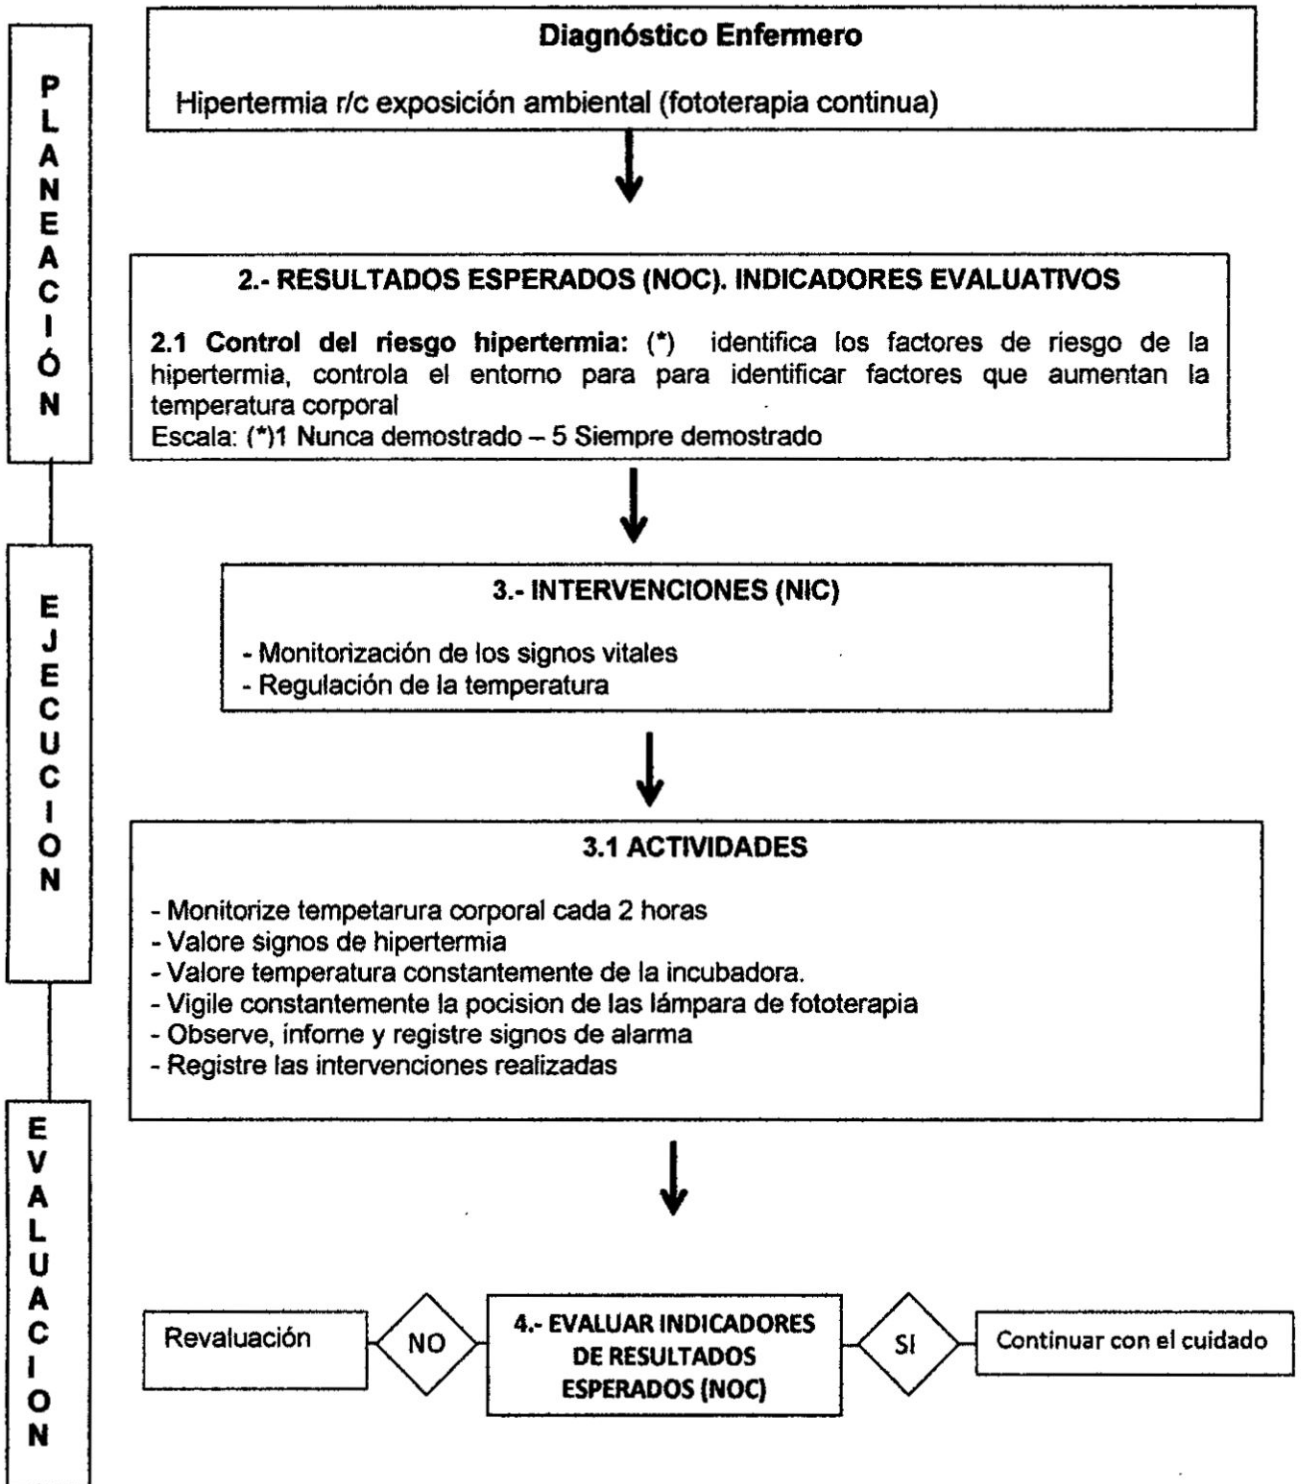 PLANEACIÓN
Diagnóstico Enfermero
Hipertermia r/c exposición ambiental (fototerapia continua)
2.- RESULTADOS ESPERADOS (NOC). INDICADORES EVALUATIVOS
2.1 Control del riesgo hipertermia: (*) identifica los factores de riesgo de la
hipertermia, controla el entorno para para identificar factores que aumentan la
temperatura corporal
Escala: (*)1 Nunca demostrado – 5 Siempre demostrado
EJECUCION
3.- INTERVENCIONES (NIC)
- Monitorización de los signos vitales
- Regulación de la temperatura
3.1 ACTIVIDADES
- Monitorize tempetarura corporal cada 2 horas
- Valore signos de hipertermia
- Valore temperatura constantemente de la incubadora.
- Vigile constantemente la pocision de las lámpara de fototerapia
- Observe, informe y registre signos de alarma
- Registre las intervenciones realizadas
EVALUACION
Revaluación
NO
4.- EVALUAR INDICADORES
DE RESULTADOS
ESPERADOS (NOC)
SI
Continuar con el cuidado